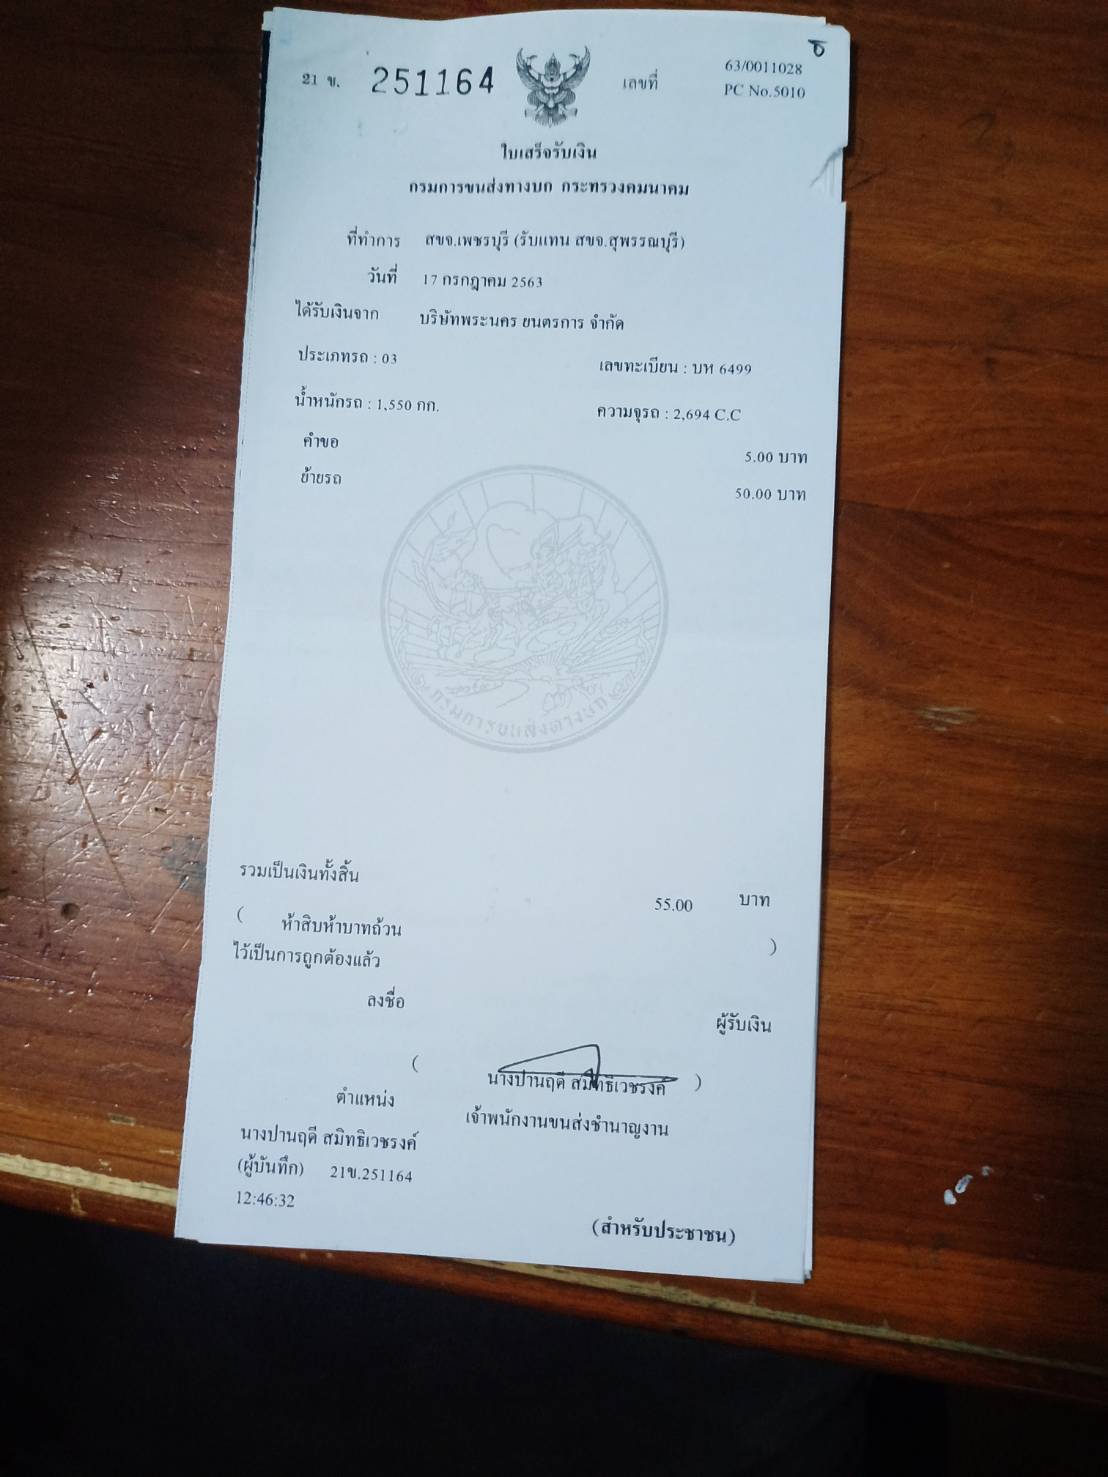 21 ข. 251164 เลขที่ 63/0011028
PC No.5010
ใบเสร็จรับเงิน
กรมการขนส่งทางบก กระทรวงคมนาคม
ที่ทำการ สขจ.เพชรบุรี (รับแทน สขจ.สุพรรณบุรี)
วันที่ 17 กรกฎาคม 2563
ได้รับเงินจาก บริษัทพระนคร ยนตรการ จำกัด
ประเภทรถ : 03 เลขทะเบียน : บห 6499
น้ำหนักรถ : 1,550 กก. ความจุรถ : 2,694 C.C
คำขอ 5.00 บาท
ย้ายรถ 50.00 บาท
กรมการขนส่งทางบก
รวมเป็นเงินทั้งสิ้น 55.00 บาท
( ห้าสิบห้าบาทถ้วน )
ไว้เป็นการถูกต้องแล้ว
ลงชื่อ ผู้รับเงิน
( นางปานฤดี สมิทธิเวชรงค์ )
ตำแหน่ง เจ้าพนักงานขนส่งชำนาญงาน
นางปานฤดี สมิทธิเวชรงค์
(ผู้บันทึก) 21ข.251164
12:46:32
(สำหรับประชาชน)